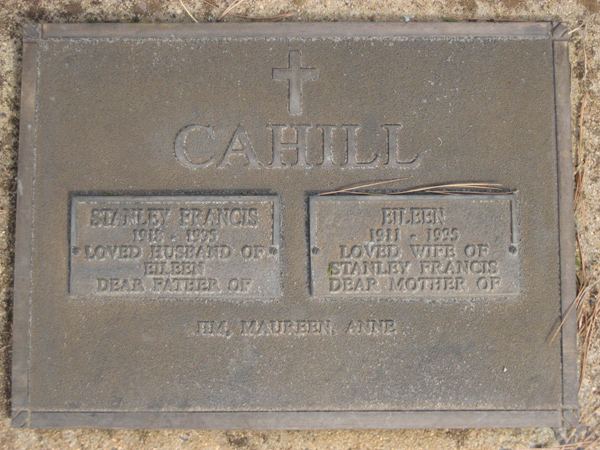 CAHILL
STANLEY FRANCIS
1918 - 1995
LOVED HUSBAND OF
EILEEN
DEAR FATHER OF
EILEEN
1911 - 1995
LOVED WIFE OF
STANLEY FRANCIS
DEAR MOTHER OF
JIM, MAUREEN, ANNE